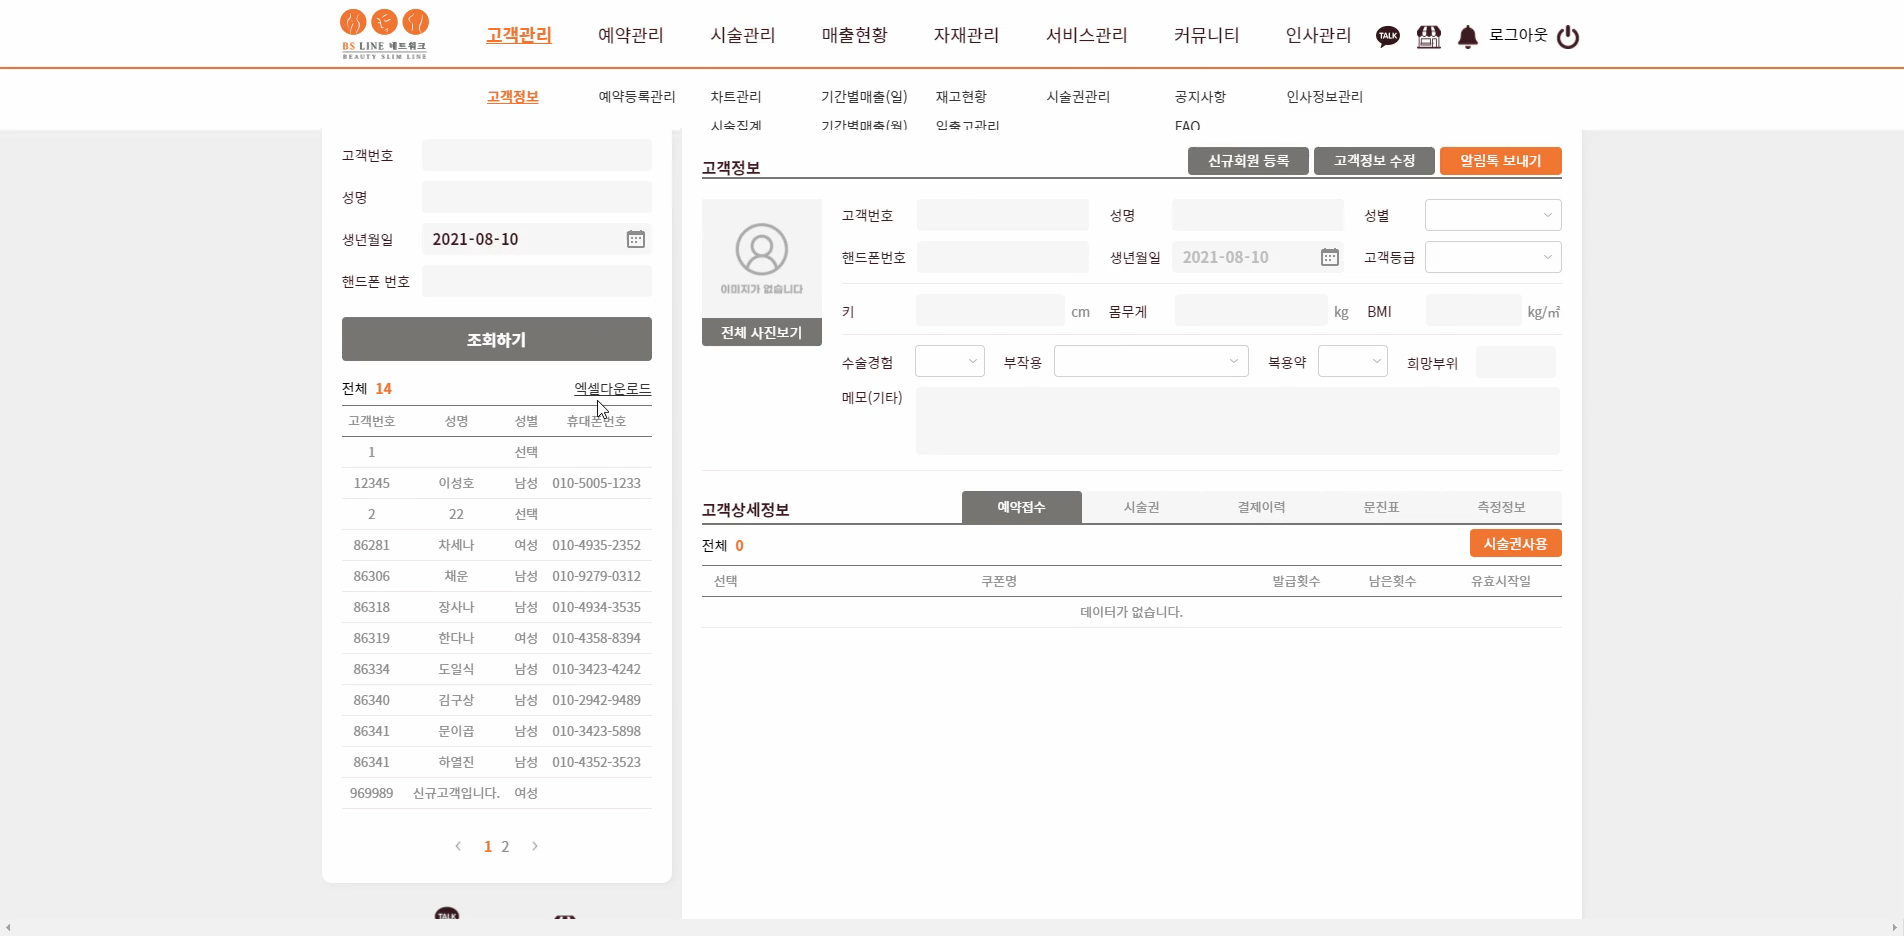 BS LINE 네트워크
BEAUTY SLIM LINE
고객관리 예약관리 시술관리 매출현황 자재관리 서비스관리 커뮤니티 인사관리 TALK 로그아웃
고객정보 예약등록관리 차트관리 기간별매출(일) 재고현황 시술권관리 공지사항 인사정보관리
시술집계 기간별매출(월) 입출고관리 FAQ
고객번호
성명
생년월일 2021-08-10
핸드폰 번호
조회하기
전체 14 엑셀다운로드
고객번호 성명 성별 휴대폰번호
1 선택
12345 이성호 남성 010-5005-1233
2 22 선택
86281 차세나 여성 010-4935-2352
86306 채운 남성 010-9279-0312
86318 장사나 남성 010-4934-3535
86319 한다나 여성 010-4358-8394
86334 도일식 남성 010-3423-4242
86340 김구상 남성 010-2942-9489
86341 문이곱 남성 010-3423-5898
86341 하열진 남성 010-4352-3523
969989 신규고객입니다. 여성
1 2
TALK
고객정보 신규회원 등록 고객정보 수정 알림톡 보내기
이미지가 없습니다
전체 사진보기
고객번호 성명 성별
핸드폰번호 생년월일 2021-08-10 고객등급
키 cm 몸무게 kg BMI kg/㎡
수술경험 부작용 복용약 희망부위
메모(기타)
고객상세정보 예약접수 시술권 결제이력 문진표 측정정보
전체 0 시술권사용
선택 쿠폰명 발급횟수 남은횟수 유효시작일
데이터가 없습니다.